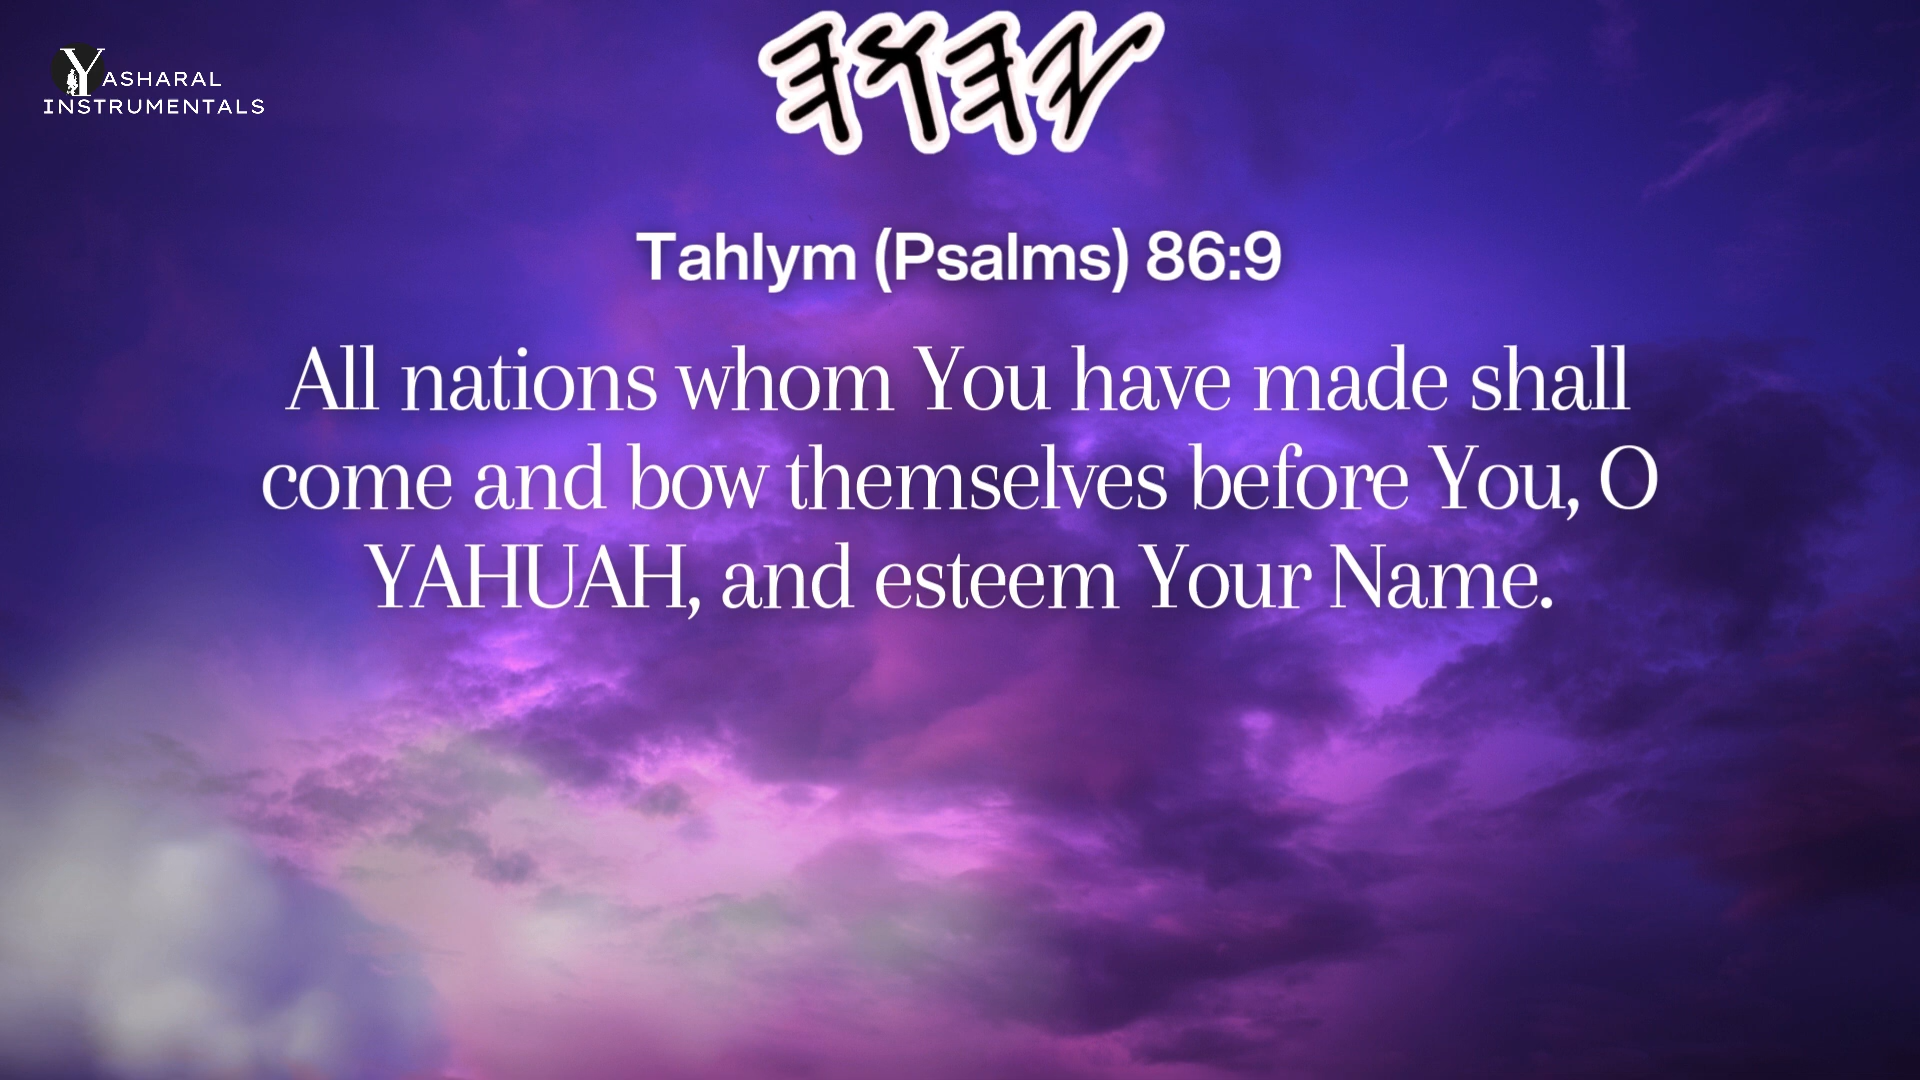 𐤉𐤄𐤅𐤄
YASHARAL
INSTRUMENTALS
Tahlym (Psalms) 86:9
All nations whom You have made shall
come and bow themselves before You, O
YAHUAH, and esteem Your Name.